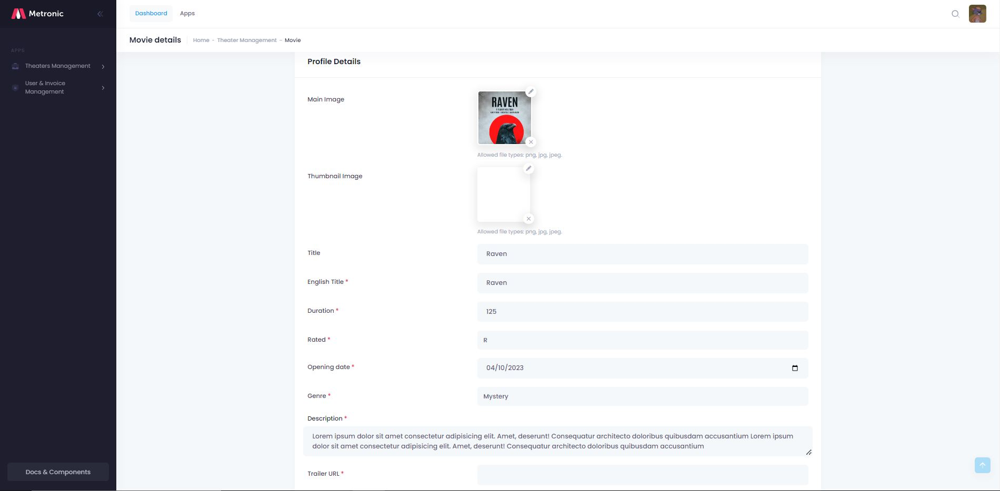 Metronic
Dashboard
Apps
Movie details
Home - Theater Management - Movie
APPS
Theaters Management
User & Invoice
Management
Docs & Components
Profile Details
Main Image
RAVEN
Allowed file types: png, jpg, jpeg.
Thumbnail Image
Allowed file types: png, jpg, jpeg.
Title
Raven
English Title *
Raven
Duration *
125
Rated *
R
Opening date *
04/10/2023
Genre *
Mystery
Description *
Lorem ipsum dolor sit amet consectetur adipisicing elit. Amet, deserunt! Consequatur architecto doloribus quibusdam accusantium Lorem ipsum
dolor sit amet consectetur adipisicing elit. Amet, deserunt! Consequatur architecto doloribus quibusdam accusantium
Trailer URL *